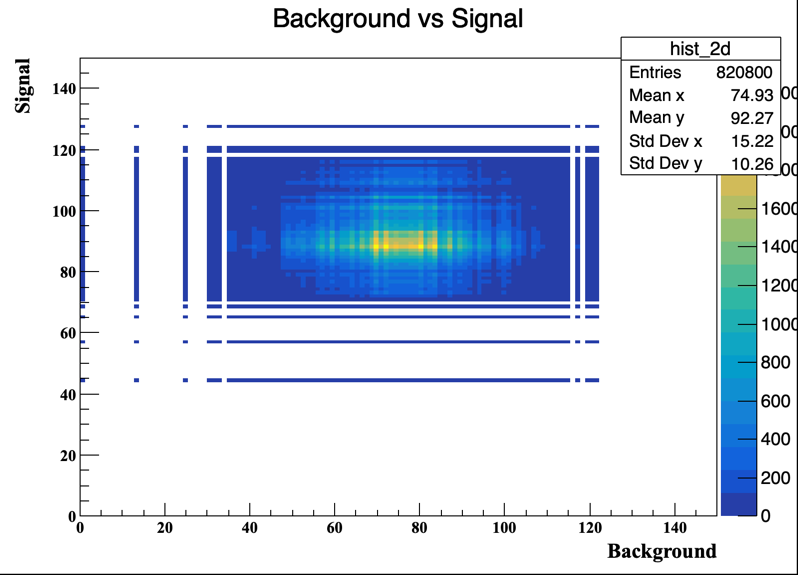 Background vs Signal
hist_2d
Entries 820800
Mean x 74.93
Mean y 92.27
Std Dev x 15.22
Std Dev y 10.26
Signal
140
120
100
80
60
40
20
0
0 20 40 60 80 100 120 140
Background
1600
1400
1200
1000
800
600
400
200
0